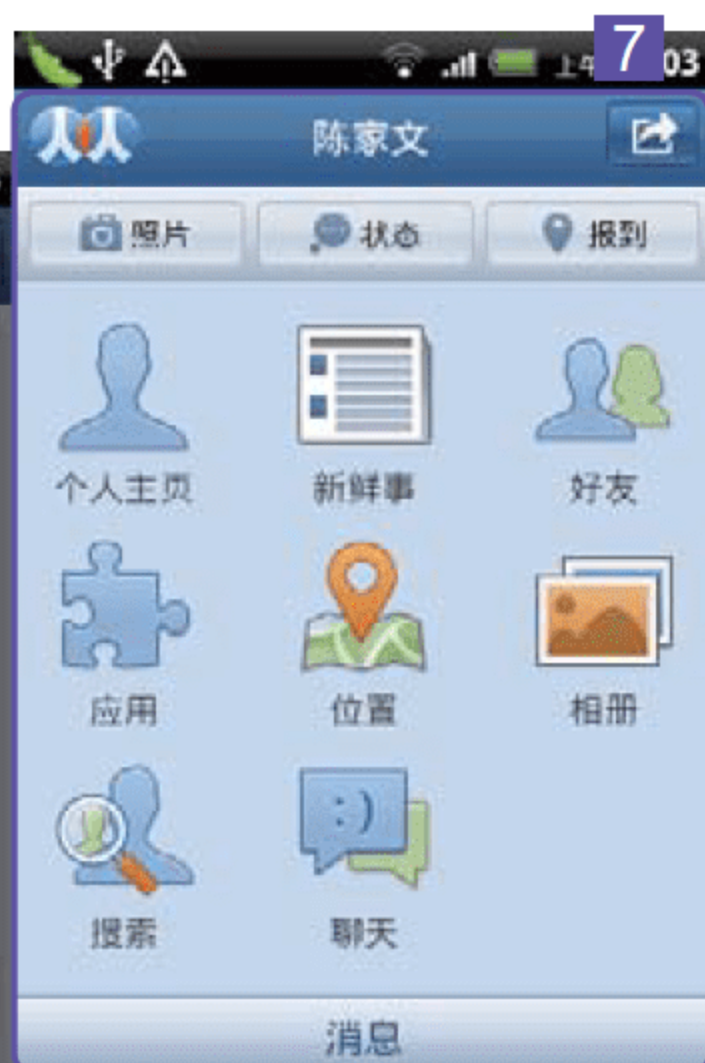 上午 7 03
陈家文
照片 状态 报到
个人主页 新鲜事 好友
应用 位置 相册
搜索 聊天
消息